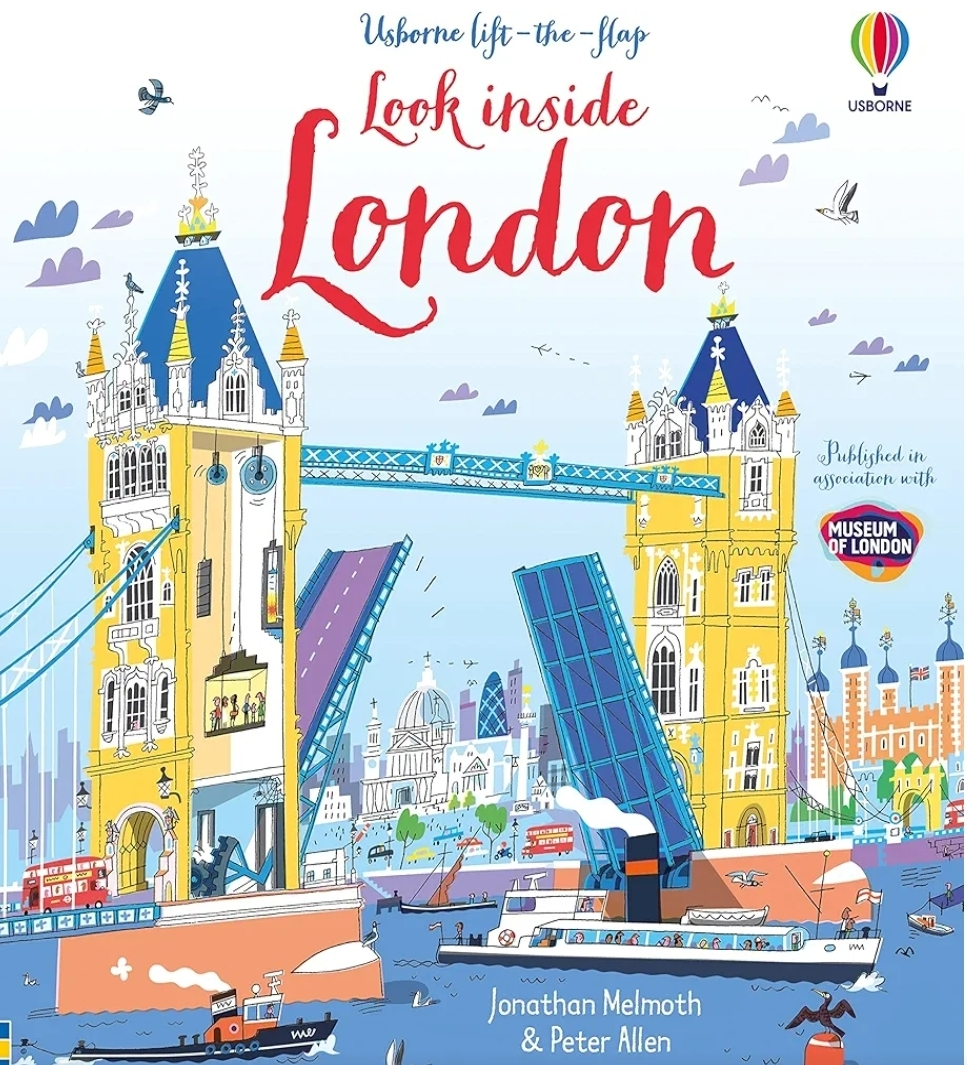 Usborne lift-the-flap
USBORNE
Look inside
London
Published in
association with
MUSEUM
OF LONDON
Jonathan Melmoth
& Peter Allen